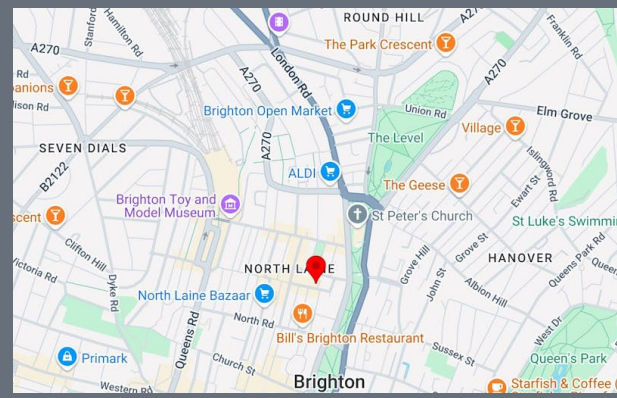 ROUND HILL
The Park Crescent
A270
Stanford
Hamilton Rd
A270
London Rd
A270
Franklin Rd
anions
Brighton Open Market
Union Rd
Elm Grove
The Level
Village
SEVEN DIALS
B2122
A270
ALDI
The Geese
Islingword Rd
Ewart St
Brighton Toy and
Model Museum
scent
St Peter's Church
St Luke's Swimmi
Clifton Hill
Victoria Rd
Dyke Rd
NORTH LAINE
Grove Hill
Grove St
HANOVER
Queens Park Rd
Queen
North Laine Bazaar
John St
Albion Hill
Queens Rd
North Rd
Bill's Brighton Restaurant
West Dr
Primark
Church St
Sussex St
Queen's Park
Western Rd
Brighton
Starfish & Coffee (